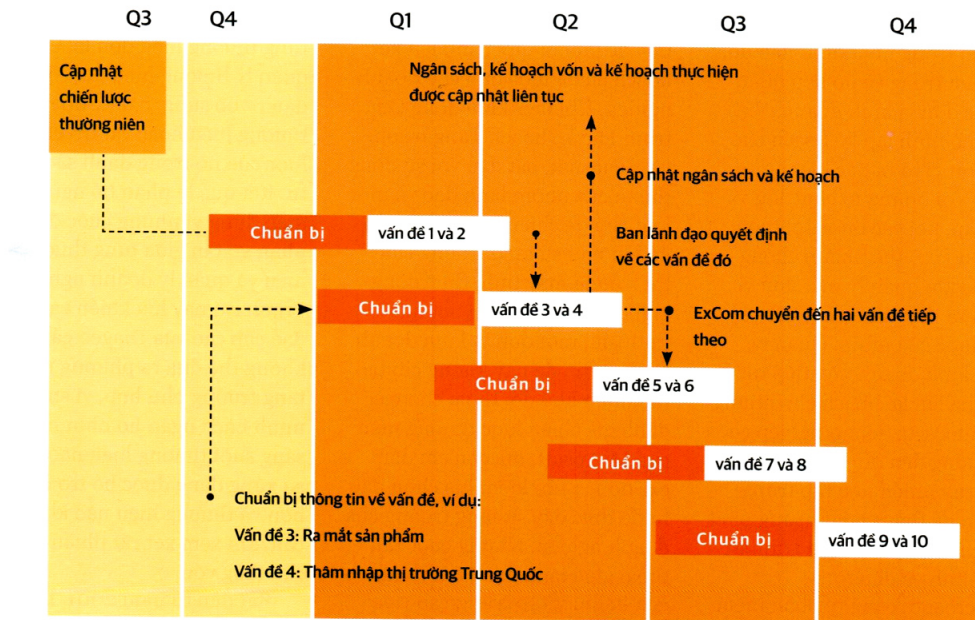 Q3 Q4 Q1 Q2 Q3 Q4
Cập nhật
chiến lược
thường niên
Ngân sách, kế hoạch vốn và kế hoạch thực hiện
được cập nhật liên tục
Cập nhật ngân sách và kế hoạch
Chuẩn bị
vấn đề 1 và 2
Ban lãnh đạo quyết định
về các vấn đề đó
Chuẩn bị
vấn đề 3 và 4
ExCom chuyển đến hai vấn đề tiếp
theo
Chuẩn bị
vấn đề 5 và 6
Chuẩn bị
vấn đề 7 và 8
Chuẩn bị thông tin về vấn đề, ví dụ:
Vấn đề 3: Ra mắt sản phẩm
Vấn đề 4: Thâm nhập thị trường Trung Quốc
Chuẩn bị
vấn đề 9 và 10